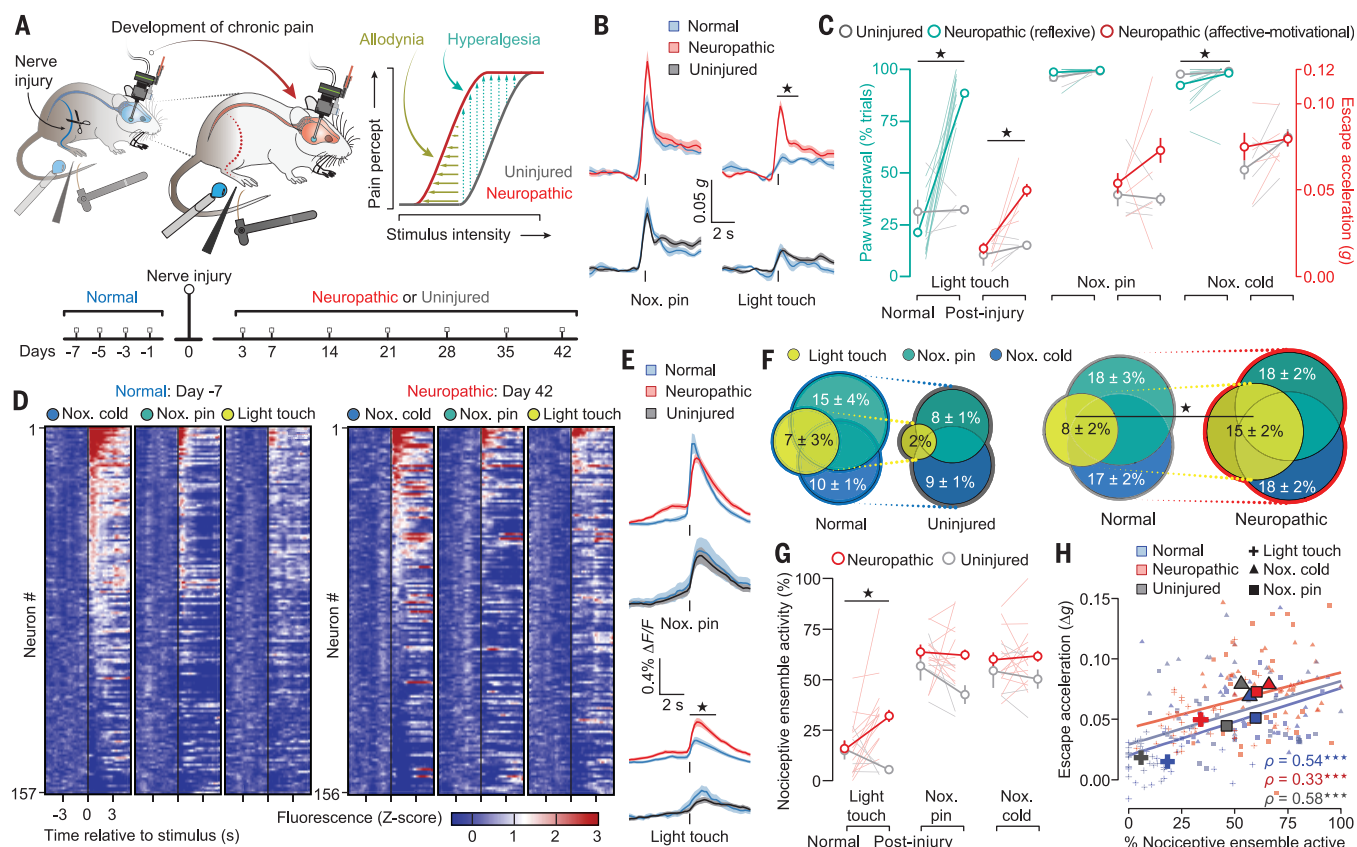 A
Development of chronic pain
Nerve
injury
Allodynia
Hyperalgesia
Pain percept
Uninjured
Neuropathic
Stimulus intensity
Nerve injury
Normal
Neuropathic or Uninjured
Days
-7 -5 -3 -1 0 3 7 14 21 28 35 42
B
Normal
Neuropathic
Uninjured
★
0.05 g
2 s
Nox. pin
Light touch
C
Uninjured Neuropathic (reflexive) Neuropathic (affective-motivational)
Paw withdrawal (% trials)
100
75
50
25
0
★
★
★
0.12
0.10
0.05
0.00
Escape acceleration (g)
Light touch
Nox. pin
Nox. cold
Normal Post-injury
D
Normal: Day -7
Neuropathic: Day 42
Nox. cold Nox. pin Light touch
Nox. cold Nox. pin Light touch
1
Neuron #
157
1
Neuron #
156
-3 0 3
Time relative to stimulus (s)
Fluorescence (Z-score)
0 1 2 3
E
Normal
Neuropathic
Uninjured
Nox. pin
0.4% ΔF/F
2 s
★
Light touch
F
Light touch Nox. pin Nox. cold
15 ± 4%
7 ± 3%
10 ± 1%
Normal
8 ± 1%
2%
9 ± 1%
Uninjured
18 ± 3%
8 ± 2%
17 ± 2%
Normal
★
18 ± 2%
15 ± 2%
18 ± 2%
Neuropathic
G
Neuropathic Uninjured
Nociceptive ensemble activity (%)
100
75
50
25
0
★
Light
touch
Nox.
pin
Nox.
cold
Normal Post-injury
H
Normal
Neuropathic
Uninjured
Light touch
Nox. cold
Nox. pin
Escape acceleration (Δg)
0.15
0.10
0.05
0.00
ρ = 0.54★★★
ρ = 0.33★★★
ρ = 0.58★★★
0 25 50 75 100
% Nociceptive ensemble active